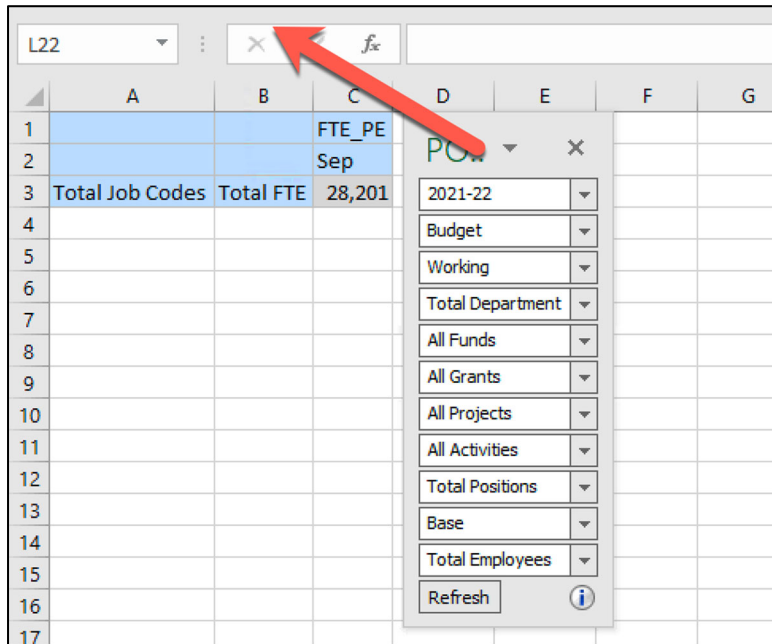 L22 fx
A B C D E F G
1 FTE_PE
2 Sep
3 Total Job Codes Total FTE 28,201
4
5
6
7
8
9
10
11
12
13
14
15
16
17
2021-22
Budget
Working
Total Department
All Funds
All Grants
All Projects
All Activities
Total Positions
Base
Total Employees
Refresh